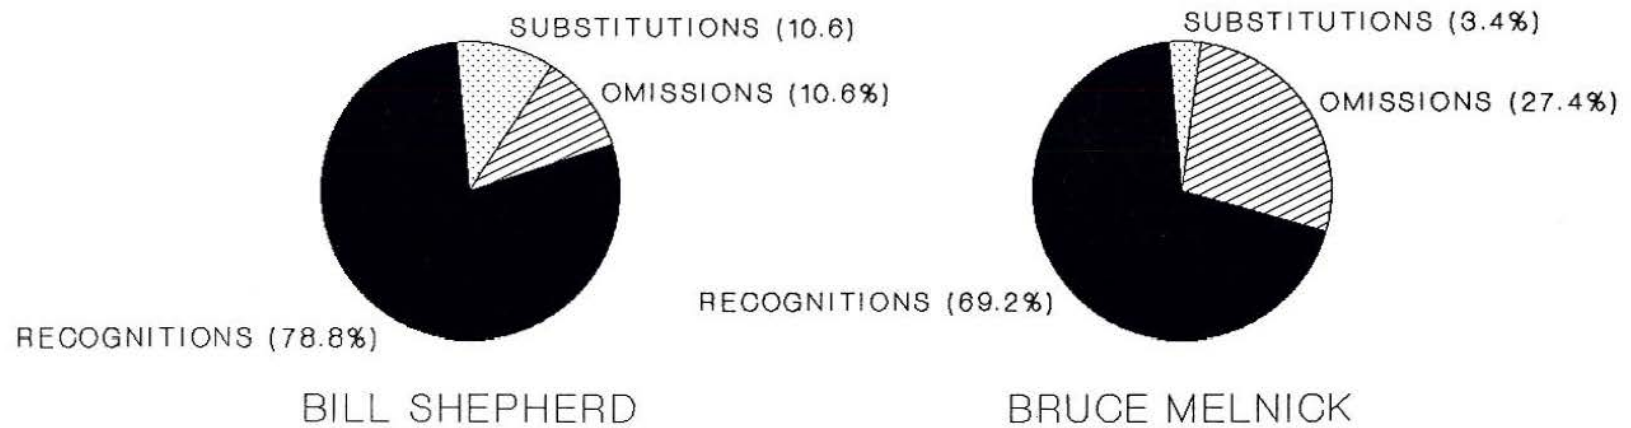 SUBSTITUTIONS (10.6)
OMISSIONS (10.6%)
RECOGNITIONS (78.8%)
BILL SHEPHERD
SUBSTITUTIONS (3.4%)
OMISSIONS (27.4%)
RECOGNITIONS (69.2%)
BRUCE MELNICK